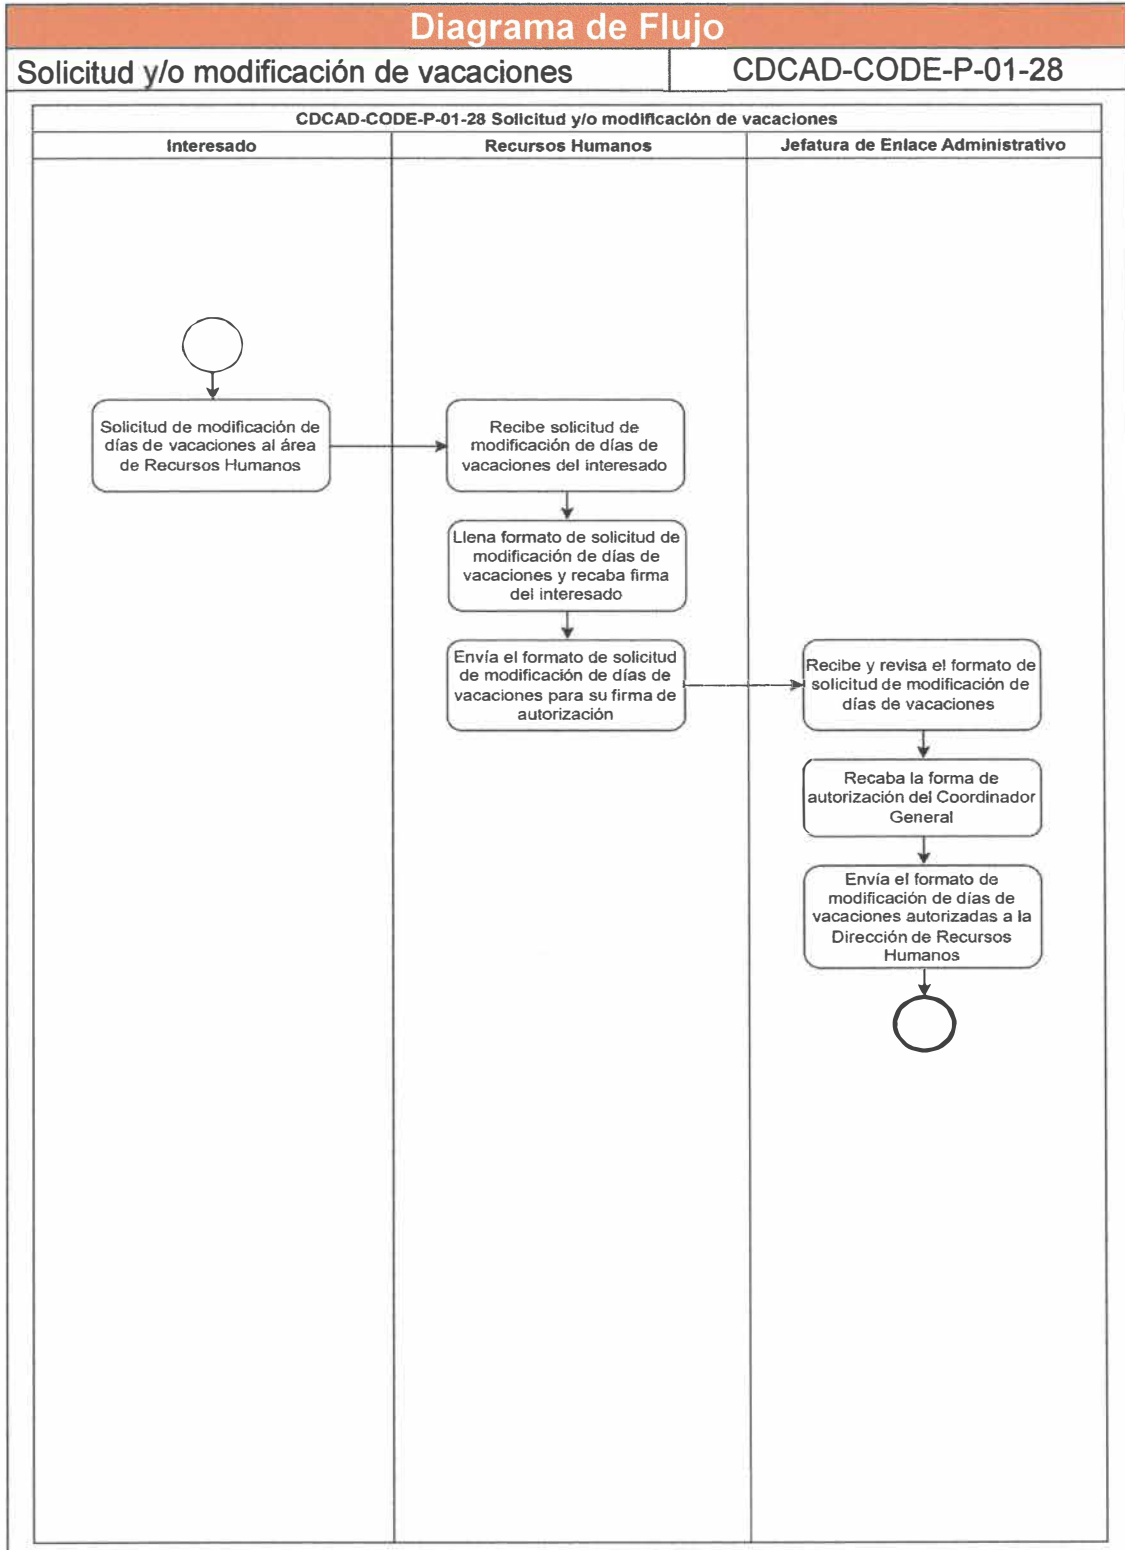 Diagrama de Flujo
Solicitud y/o modificación de vacaciones
CDCAD-CODE-P-01-28
CDCAD-CODE-P-01-28 Solicitud y/o modificación de vacaciones
Interesado
Recursos Humanos
Jefatura de Enlace Administrativo
Solicitud de modificación de
días de vacaciones al área
de Recursos Humanos
Recibe solicitud de
modificación de días de
vacaciones del interesado
Llena formato de solicitud de
modificación de días de
vacaciones y recaba firma
del interesado
Envía el formato de solicitud
de modificación de días de
vacaciones para su firma de
autorización
Recibe y revisa el formato de
solicitud de modificación de
días de vacaciones
Recaba la forma de
autorización del Coordinador
General
Envía el formato de
modificación de días de
vacaciones autorizadas a la
Dirección de Recursos
Humanos